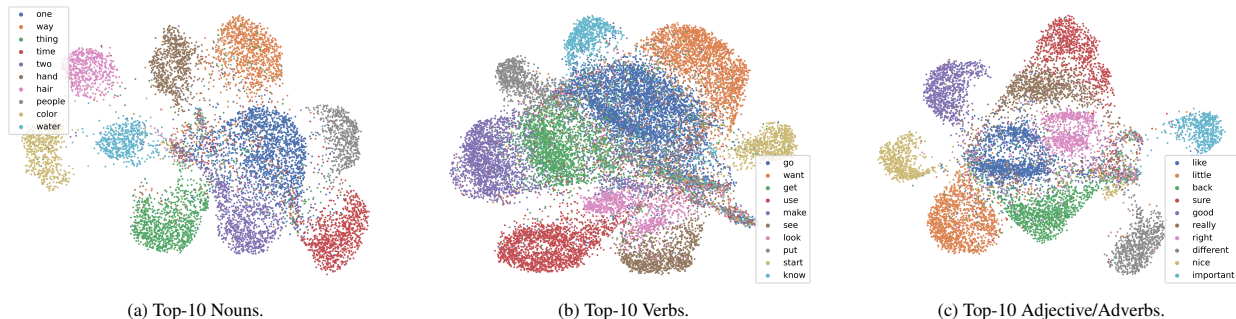 one
way
thing
time
two
hand
hair
people
color
water
go
want
get
use
make
see
look
put
start
know
like
little
back
sure
good
really
right
different
nice
important
(a) Top-10 Nouns.
(b) Top-10 Verbs.
(c) Top-10 Adjective/Adverbs.